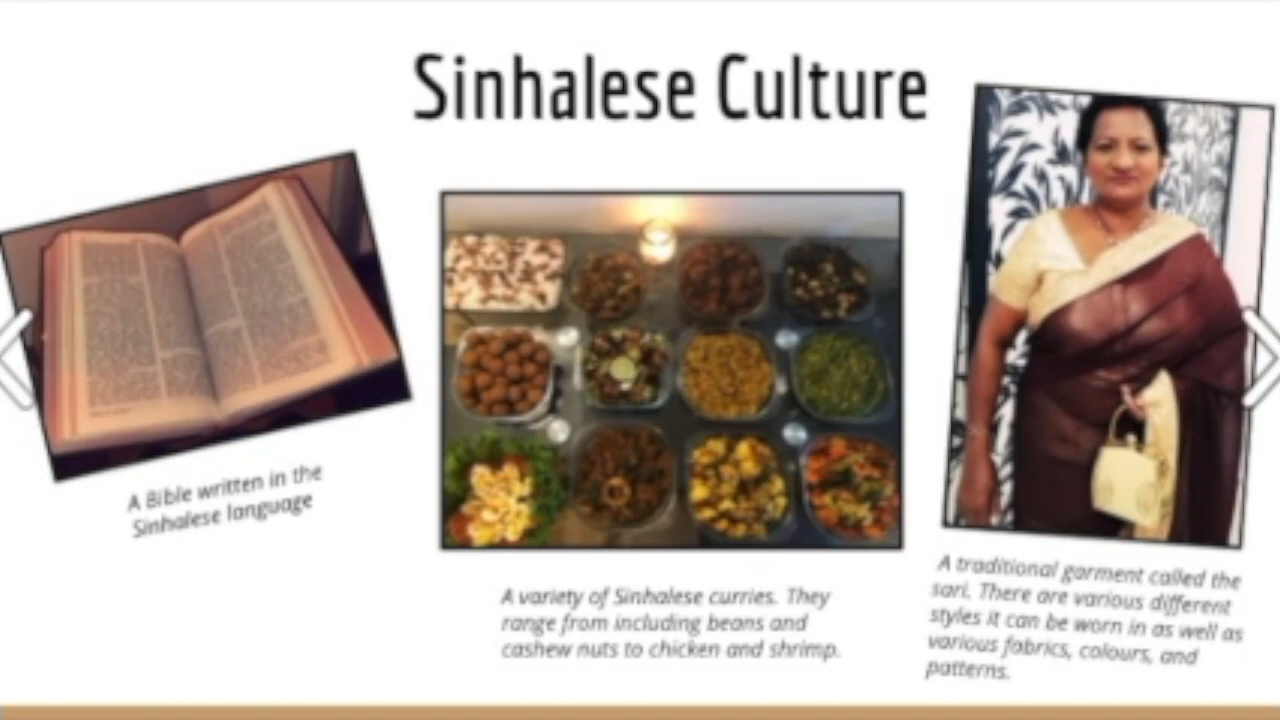 Sinhalese Culture
A Bible written in the
Sinhalese language
A variety of Sinhalese curries. They
range from including beans and
cashew nuts to chicken and shrimp.
A traditional garment called the
sari. There are various different
styles it can be worn in as well as
various fabrics, colours, and
patterns.